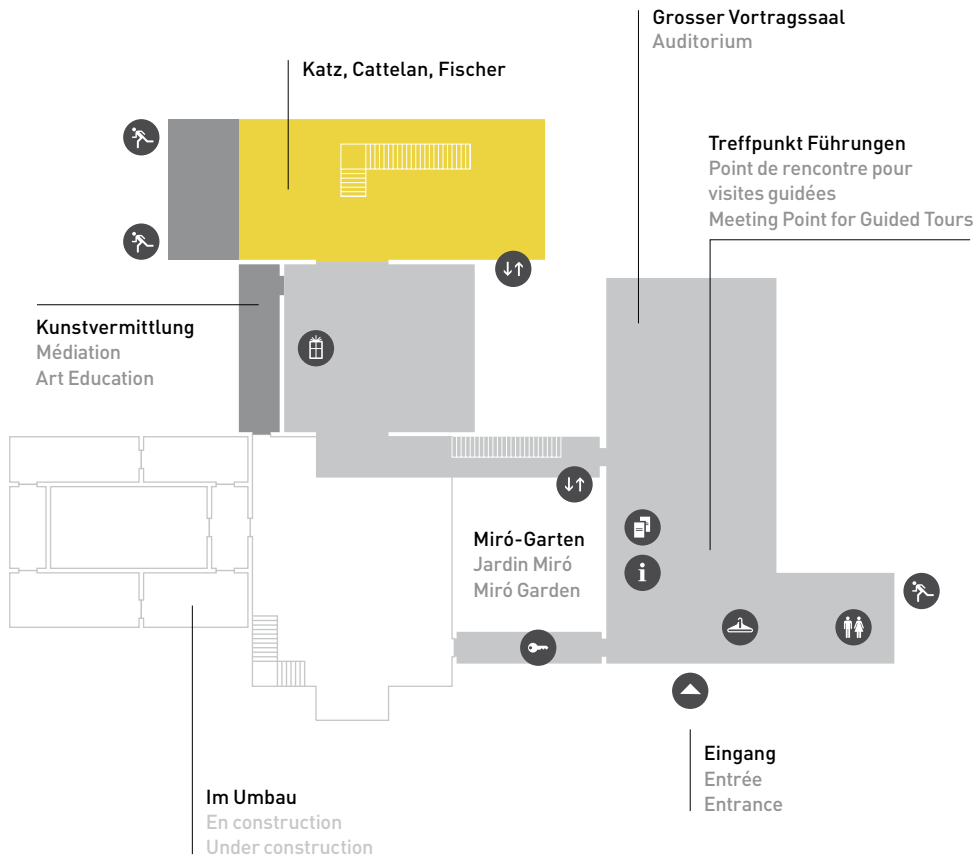 Grosser Vortragssaal
Auditorium
Katz, Cattelan, Fischer
Treffpunkt Führungen
Point de rencontre pour
visites guidées
Meeting Point for Guided Tours
Kunstvermittlung
Médiation
Art Education
Miró-Garten
Jardin Miró
Miró Garden
i
Eingang
Entrée
Entrance
Im Umbau
En construction
Under construction